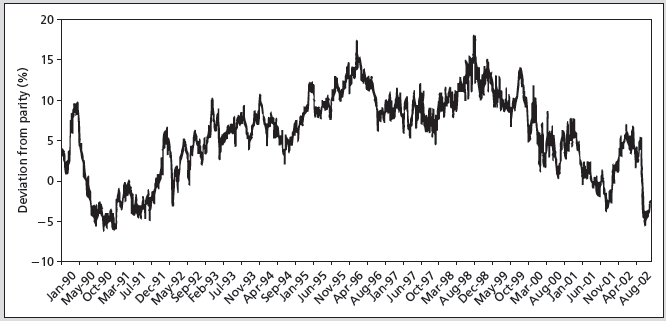 Deviation from parity (%)
20
15
10
5
0
−5
−10
Jan-90
May-90
Oct-90
Mar-91
Jul-91
Dec-91
May-92
Sep-92
Feb-93
Jul-93
Nov-93
Apr-94
Sep-94
Jan-95
Jun-95
Nov-95
Apr-96
Aug-96
Jan-97
Jun-97
Oct-97
Mar-98
Aug-98
Dec-98
May-99
Oct-99
Mar-00
Aug-00
Jan-01
Jun-01
Nov-01
Apr-02
Aug-02